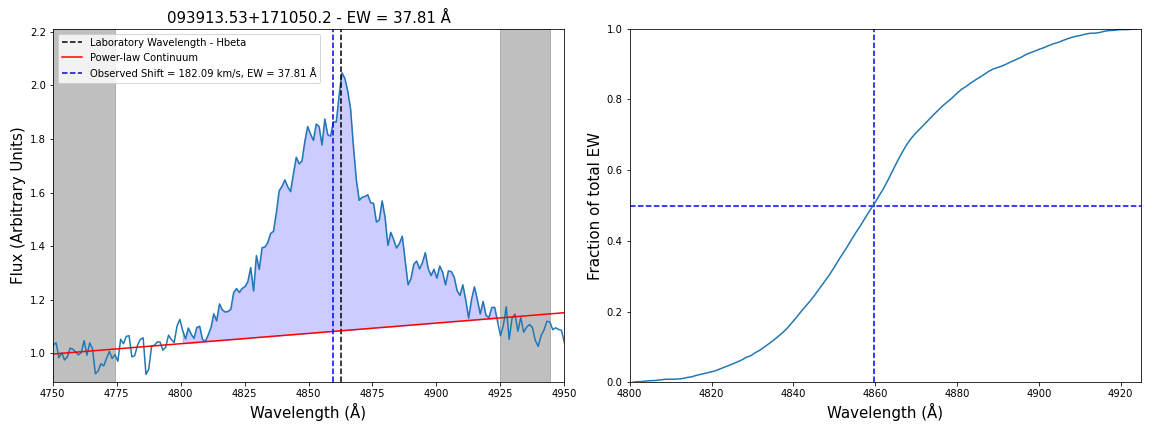 093913.53+171050.2 - EW = 37.81 Å
Laboratory Wavelength - Hbeta
Power-law Continuum
Observed Shift = 182.09 km/s, EW = 37.81 Å
Flux (Arbitrary Units)
2.2
2.0
1.8
1.6
1.4
1.2
1.0
4750 4775 4800 4825 4850 4875 4900 4925 4950
Wavelength (Å)
Fraction of total EW
1.0
0.8
0.6
0.4
0.2
0.0
4800 4820 4840 4860 4880 4900 4920
Wavelength (Å)